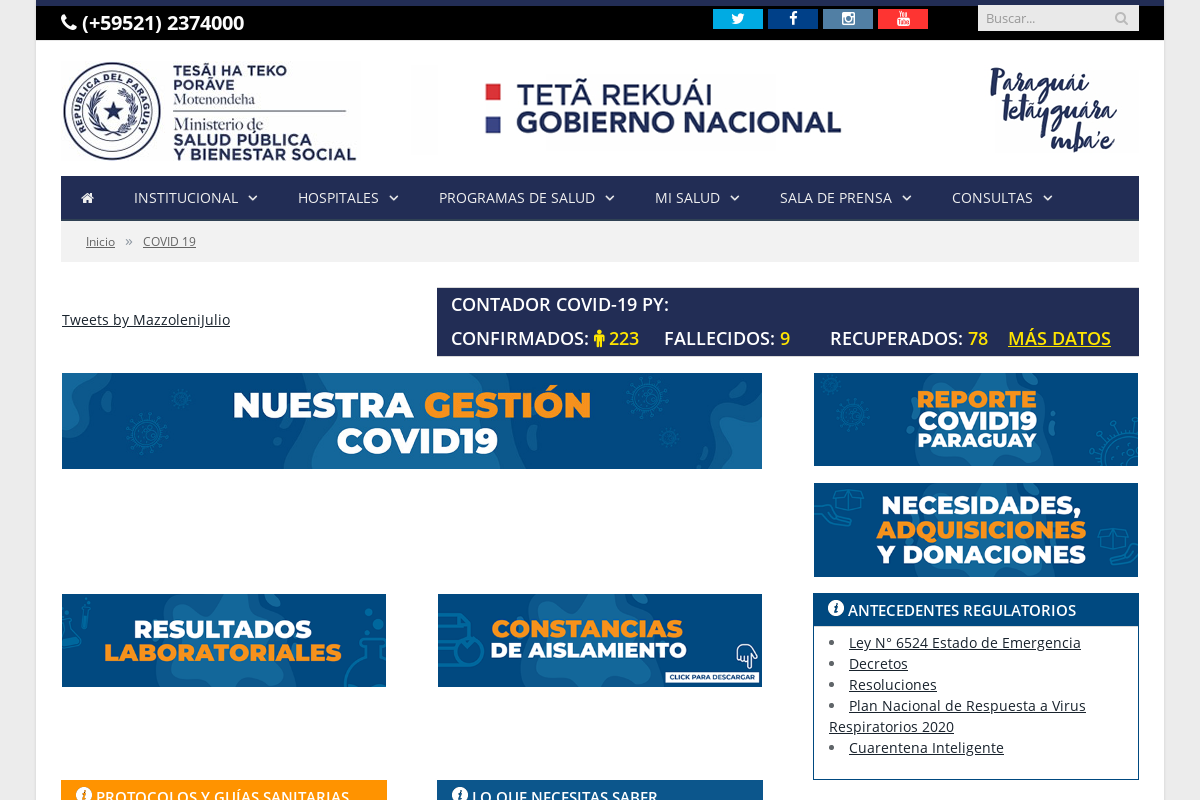 (+59521) 2374000
Buscar...
REPUBLICA DEL PARAGUAY
TESÃI HA TEKO
PORÃVE
Motenondeha
Ministerio de
SALUD PÚBLICA
Y BIENESTAR SOCIAL
TETÃ REKUÁI
GOBIERNO NACIONAL
Paraguái
tetãyguára
mba'e
INSTITUCIONAL HOSPITALES PROGRAMAS DE SALUD MI SALUD SALA DE PRENSA CONSULTAS
Inicio » COVID 19
Tweets by MazzoleniJulio
CONTADOR COVID-19 PY:
CONFIRMADOS: 223 FALLECIDOS: 9 RECUPERADOS: 78 MÁS DATOS
NUESTRA GESTIÓN
COVID19
REPORTE
COVID19
PARAGUAY
NECESIDADES,
ADQUISICIONES
Y DONACIONES
RESULTADOS
LABORATORIALES
CONSTANCIAS
DE AISLAMIENTO
CLICK PARA DESCARGAR
ANTECEDENTES REGULATORIOS
Ley N° 6524 Estado de Emergencia
Decretos
Resoluciones
Plan Nacional de Respuesta a Virus
Respiratorios 2020
Cuarentena Inteligente
PROTOCOLOS Y GUÍAS SANITARIAS
LO QUE NECESITAS SABER